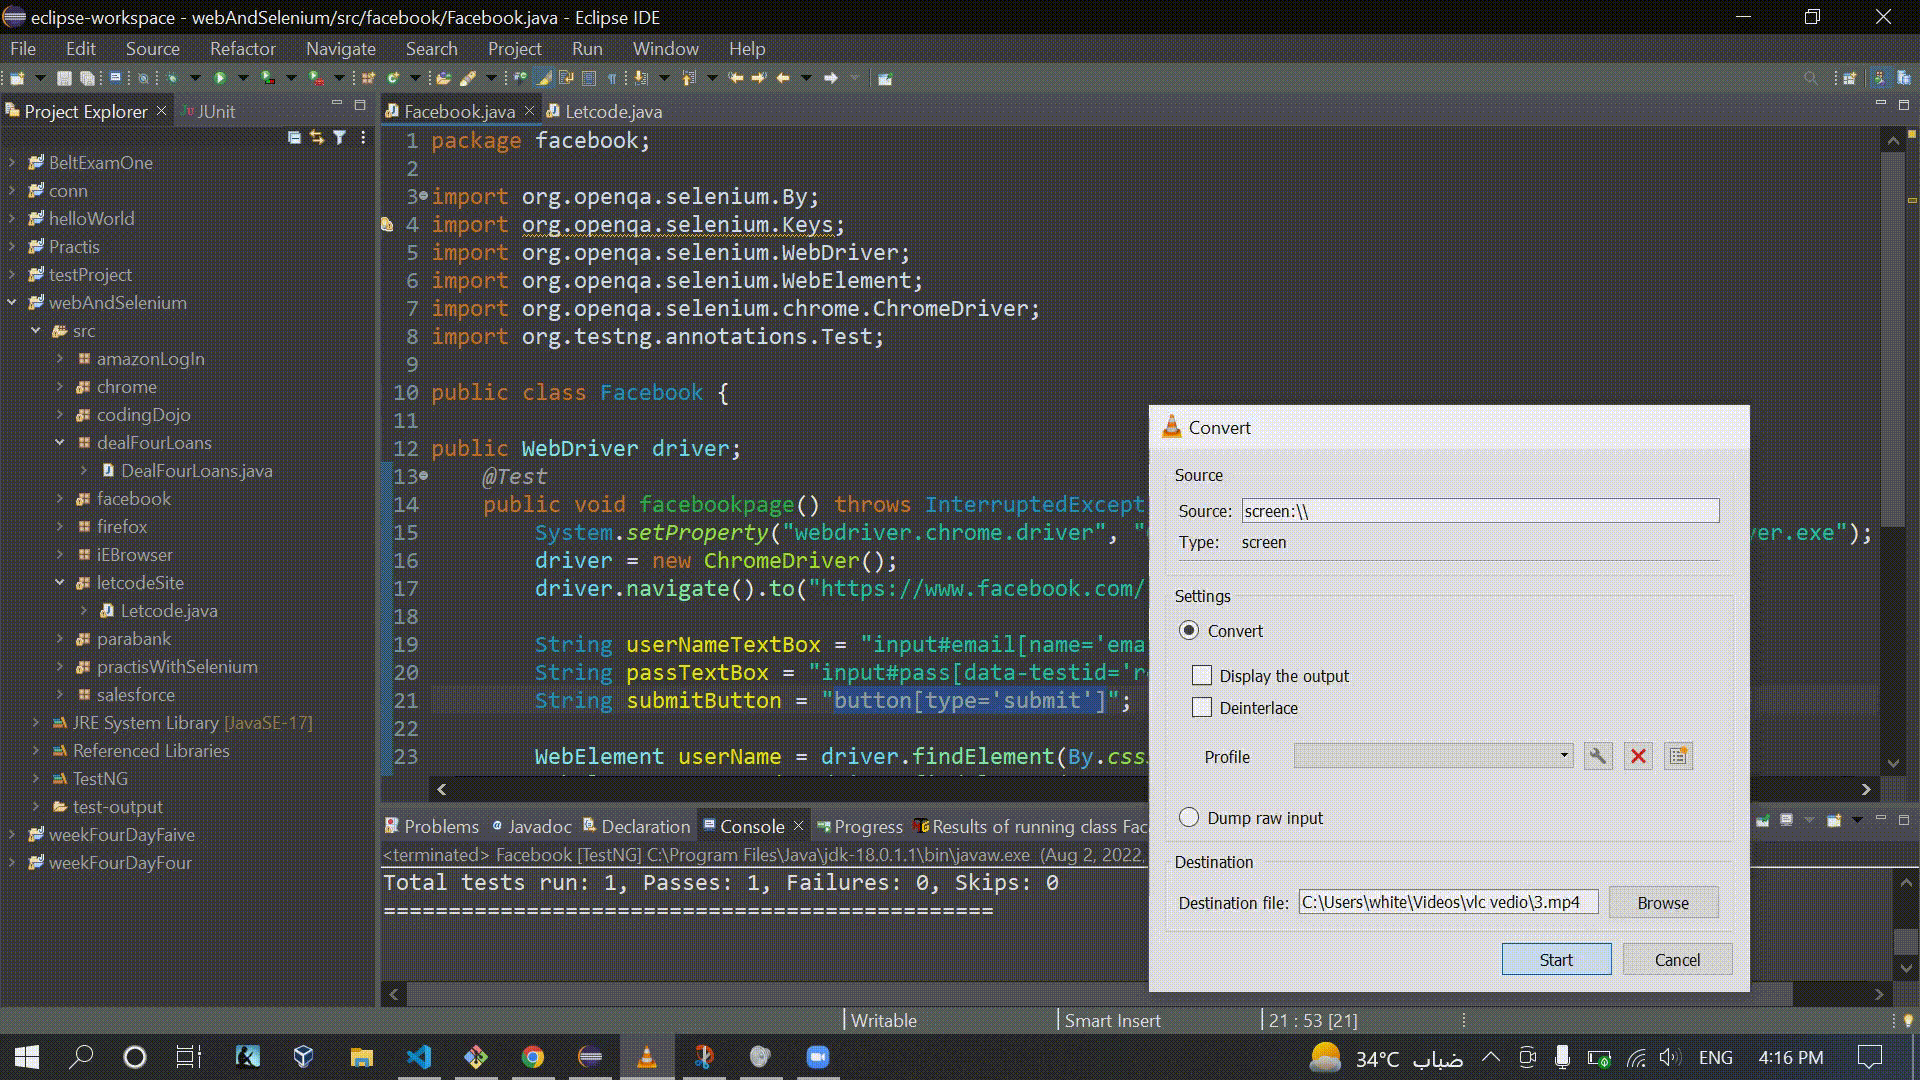 eclipse-workspace - webAndSelenium/src/facebook/Facebook.java - Eclipse IDE
File Edit Source Refactor Navigate Search Project Run Window Help
Project Explorer
JUnit
BeltExamOne
conn
helloWorld
Practis
testProject
webAndSelenium
src
amazonLogIn
chrome
codingDojo
dealFourLoans
DealFourLoans.java
facebook
firefox
iEBrowser
letcodeSite
Letcode.java
parabank
practisWithSelenium
salesforce
JRE System Library [JavaSE-17]
Referenced Libraries
TestNG
test-output
weekFourDayFaive
weekFourDayFour
Facebook.java
Letcode.java
1 package facebook;
2
3 import org.openqa.selenium.By;
4 import org.openqa.selenium.Keys;
5 import org.openqa.selenium.WebDriver;
6 import org.openqa.selenium.WebElement;
7 import org.openqa.selenium.chrome.ChromeDriver;
8 import org.testng.annotations.Test;
9
10 public class Facebook {
11
12 public WebDriver driver;
13 @Test
14 public void facebookpage() throws InterruptedExcept
15 System.setProperty("webdriver.chrome.driver", " ver.exe");
16 driver = new ChromeDriver();
17 driver.navigate().to("https://www.facebook.com/
18
19 String userNameTextBox = "input#email[name='ema
20 String passTextBox = "input#pass[data-testid='r
21 String submitButton = "button[type='submit']";
22
23 WebElement userName = driver.findElement(By.css
Convert
Source
Source: screen:\\
Type: screen
Settings
Convert
Display the output
Deinterlace
Profile
Dump raw input
Destination
Destination file: C:\Users\white\Videos\vlc vedio\3.mp4 Browse
Start Cancel
Problems Javadoc Declaration Console Progress Results of running class Fac
<terminated> Facebook [TestNG] C:\Program Files\Java\jdk-18.0.1.1\bin\javaw.exe (Aug 2, 2022,
Total tests run: 1, Passes: 1, Failures: 0, Skips: 0
===============================================
Writable Smart Insert 21 : 53 [21]
34°C ضباب ENG 4:16 PM